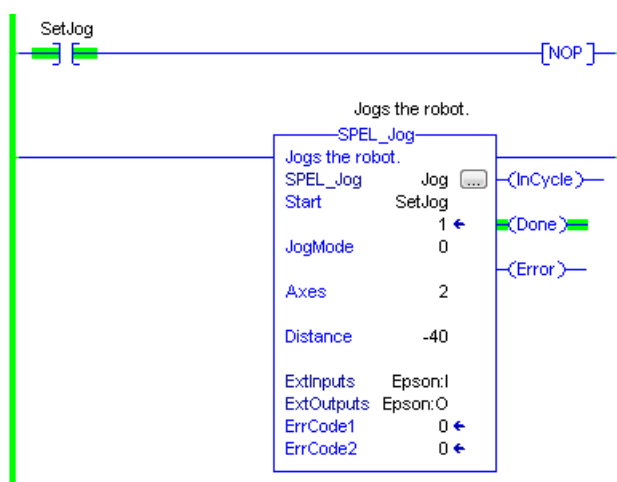 SetJog
NOP
Jogs the robot.
SPEL_Jog
Jogs the robot.
SPEL_Jog Jog ... InCycle
Start SetJog
1 Done
JogMode 0
Error
Axes 2
Distance -40
ExtInputs Epson:I
ExtOutputs Epson:O
ErrCode1 0
ErrCode2 0